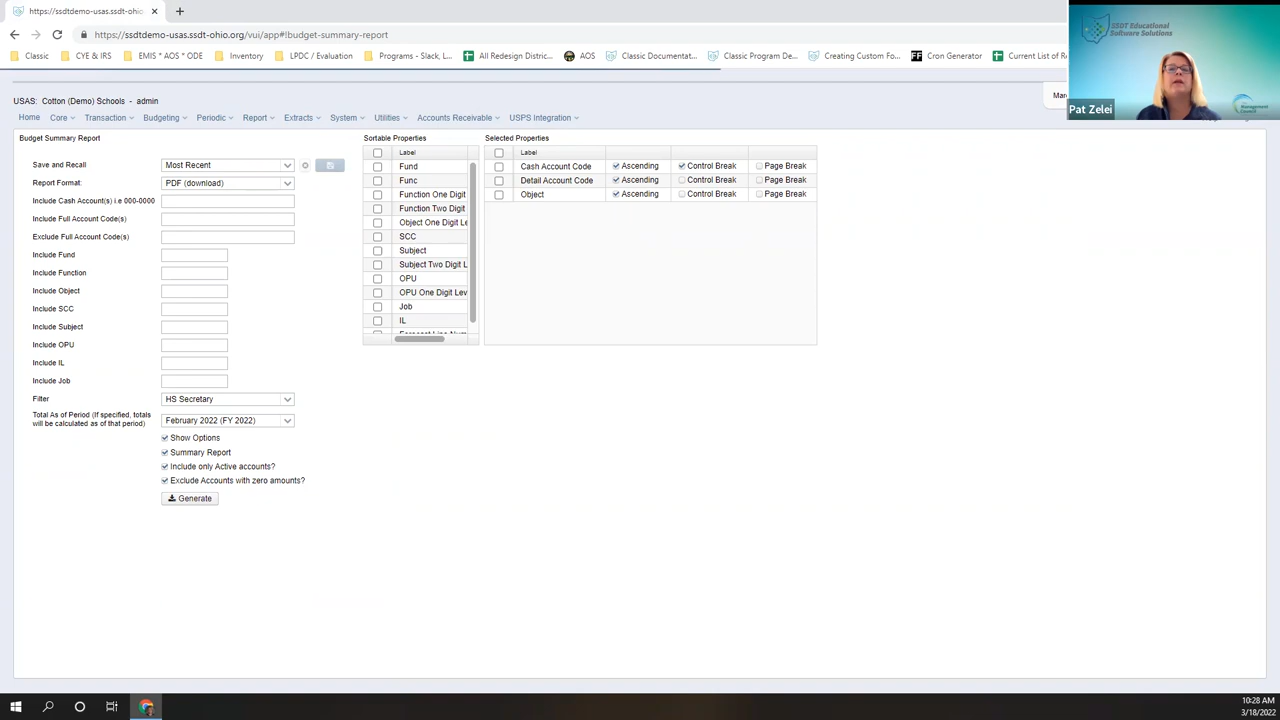 https://ssdtdemo-usas.ssdt-ohio
https://ssdtdemo-usas.ssdt-ohio.org/vui/app#!budget-summary-report
Classic
CYE & IRS
EMIS * AOS * ODE
Inventory
LPDC / Evaluation
Programs - Slack, L...
All Redesign Distric...
AOS
Classic Documentat...
Classic Program De...
Creating Custom Fo...
Cron Generator
Current List of R
SSDT Educational
Software Solutions
Management
Council
Pat Zelei
USAS: Cotton (Demo) Schools - admin
Mar
Home
Core
Transaction
Budgeting
Periodic
Report
Extracts
System
Utilities
Accounts Receivable
USPS Integration
Budget Summary Report
Save and Recall
Most Recent
Report Format:
PDF (download)
Include Cash Account(s) i.e 000-0000
Include Full Account Code(s)
Exclude Full Account Code(s)
Include Fund
Include Function
Include Object
Include SCC
Include Subject
Include OPU
Include IL
Include Job
Filter
HS Secretary
Total As of Period (If specified, totals
will be calculated as of that period)
February 2022 (FY 2022)
Show Options
Summary Report
Include only Active accounts?
Exclude Accounts with zero amounts?
Generate
Sortable Properties
Label
Fund
Func
Function One Digit
Function Two Digit
Object One Digit Le
SCC
Subject
Subject Two Digit L
OPU
OPU One Digit Lev
Job
IL
Selected Properties
Label
Cash Account Code Ascending Control Break Page Break
Detail Account Code Ascending Control Break Page Break
Object Ascending Control Break Page Break
10:28 AM
3/18/2022